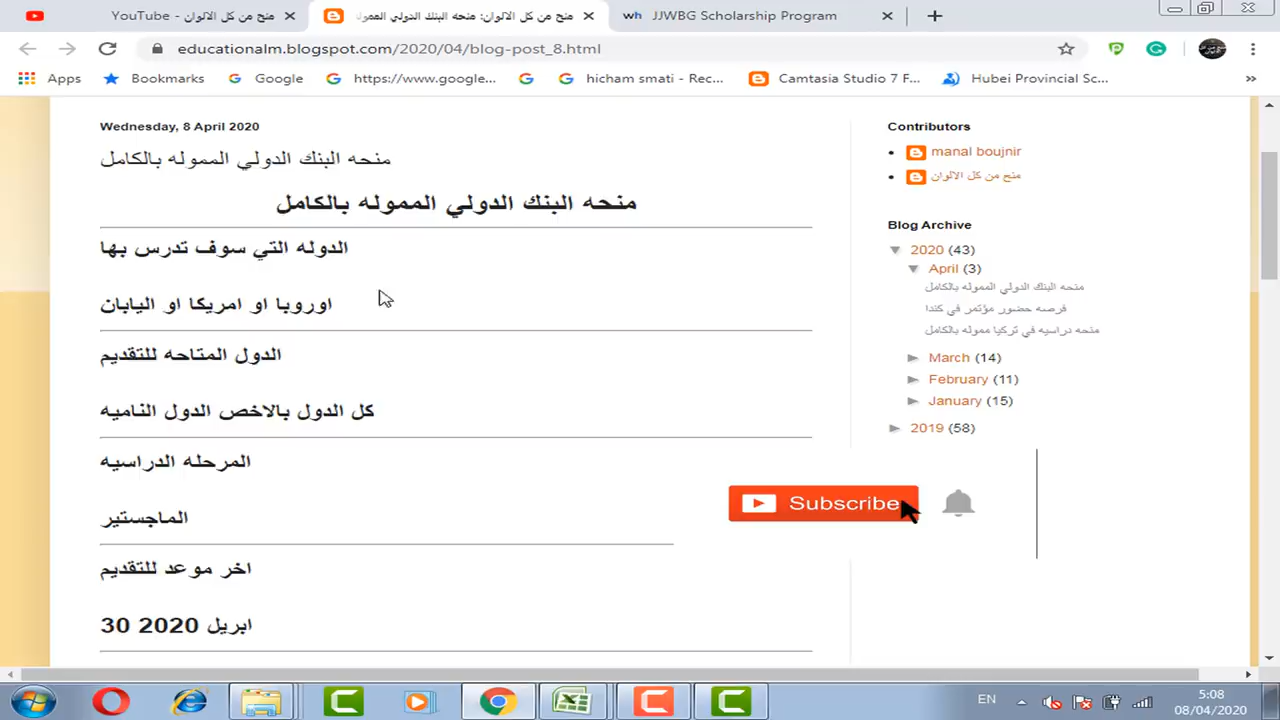 YouTube - منح من كل الالوان
منح من كل الالوان: منحه البنك الدولي الممولة
wh JJWBG Scholarship Program
educationalm.blogspot.com/2020/04/blog-post_8.html
Apps Bookmarks Google https://www.google... hicham smati - Rec... Camtasia Studio 7 F... Hubei Provincial Sc... »
Wednesday, 8 April 2020
منحه البنك الدولي المموله بالكامل
منحه البنك الدولي المموله بالكامل
الدوله التي سوف تدرس بها
اوروبا او امريكا او اليابان
الدول المتاحه للتقديم
كل الدول بالاخص الدول الناميه
المرحله الدراسيه
الماجستير
اخر موعد للتقديم
30 ابريل 2020
Contributors
manal boujnir
منح من كل الالوان
Blog Archive
▼ 2020 (43)
▼ April (3)
منحه البنك الدولي المموله بالكامل
فرصه حضور مؤتمر في كندا
منحه دراسيه في تركيا مموله بالكامل
► March (14)
► February (11)
► January (15)
► 2019 (58)
Subscribe
EN
5:08
08/04/2020